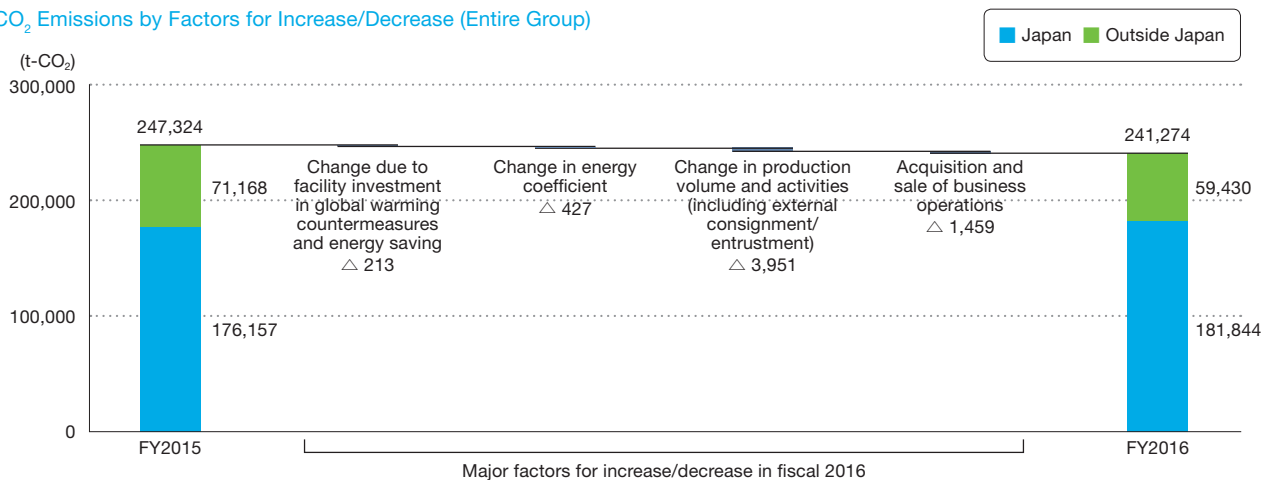 CO₂ Emissions by Factors for Increase/Decrease (Entire Group)
Japan Outside Japan
(t-CO₂)
300,000
200,000
100,000
0
247,324
71,168
176,157
FY2015
Change due to
facility investment
in global warming
countermeasures
and energy saving
△ 213
Change in energy
coefficient
△ 427
Change in production
volume and activities
(including external
consignment/
entrustment)
△ 3,951
Acquisition and
sale of business
operations
△ 1,459
241,274
59,430
181,844
FY2016
Major factors for increase/decrease in fiscal 2016